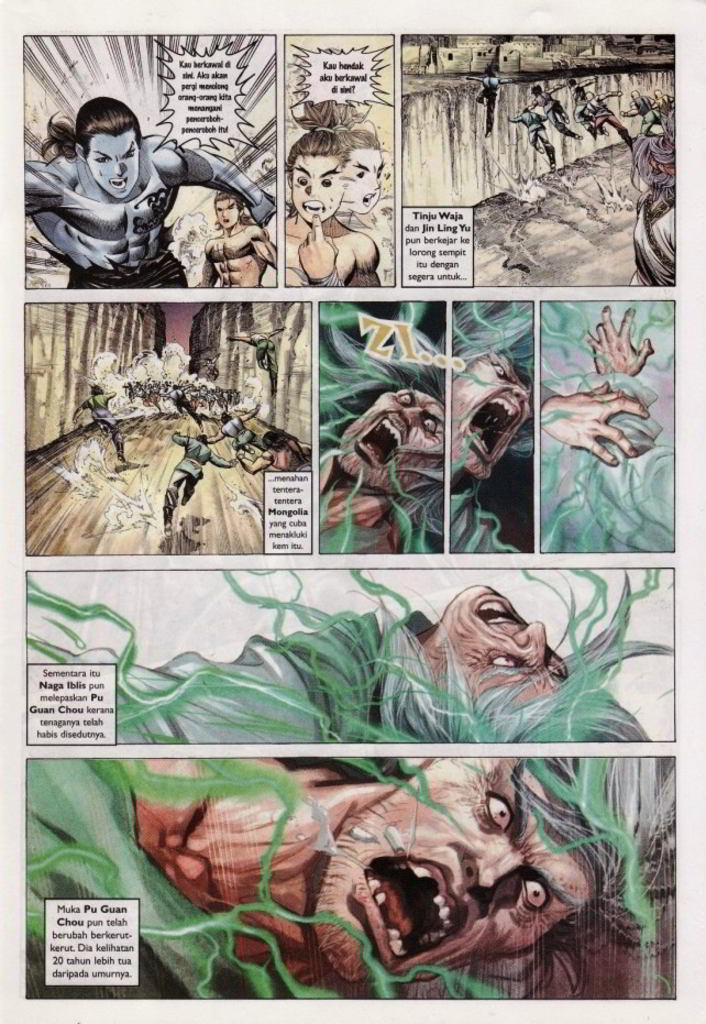 Kau berkawal di
sini. Aku akan
pergi menolong
orang-orang kita
menangani
penceroboh-
penceroboh itu!
Kau hendak
aku berkawal
di sini?
Tinju Waja
dan Jin Ling Yu
pun berkejar ke
lorong sempit
itu dengan
segera untuk...
...menahan
tentera-
tentera
Mongolia
yang cuba
menakluki
kem itu.
ZI...
Sementara itu
Naga Iblis pun
melepaskan Pu
Guan Chou kerana
tenaganya telah
habis disedutnya.
Muka Pu Guan
Chou pun telah
berubah berkerut-
kerut. Dia kelihatan
20 tahun lebih tua
daripada umurnya.